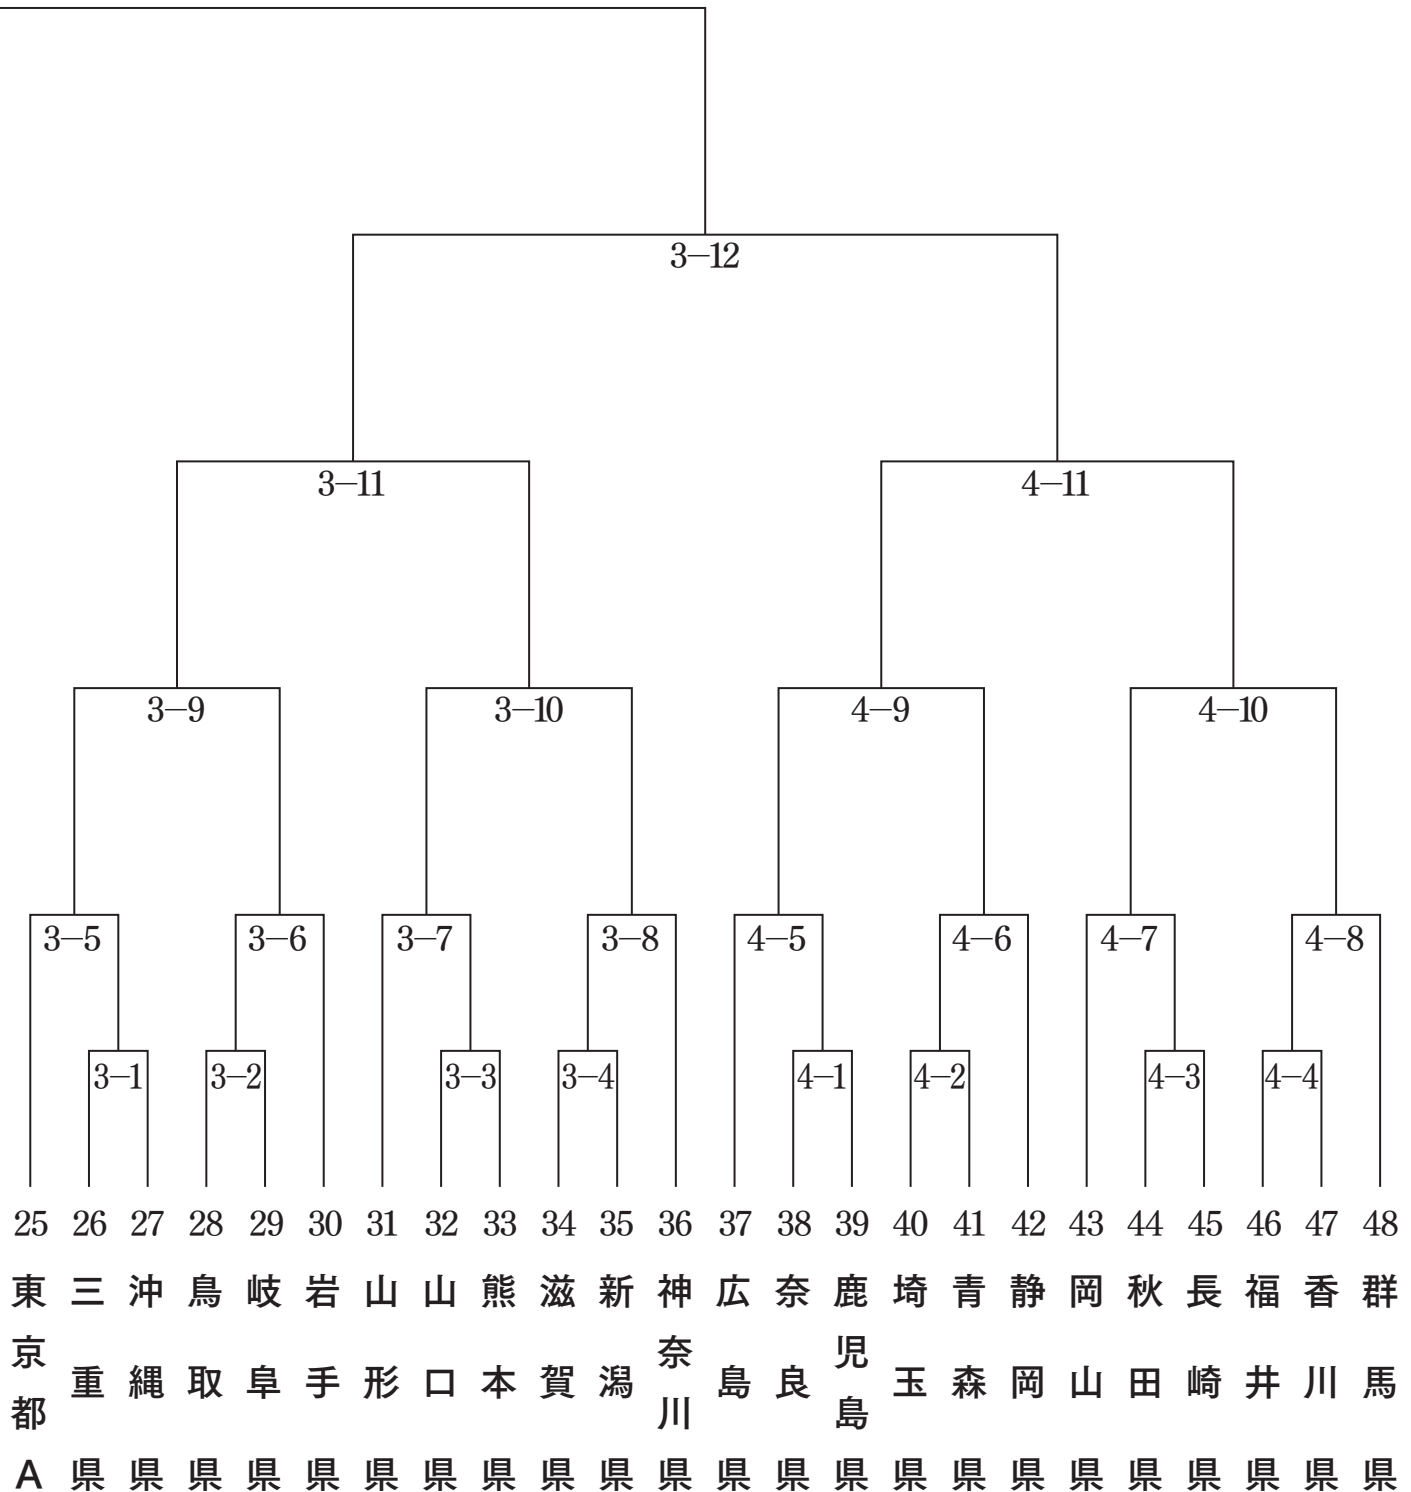 3–12
3–11 4–11
3–9 3–10 4–9 4–10
3–5 3–6 3–7 3–8 4–5 4–6 4–7 4–8
3–1 3–2 3–3 3–4 4–1 4–2 4–3 4–4
25 26 27 28 29 30 31 32 33 34 35 36 37 38 39 40 41 42 43 44 45 46 47 48
東京都A
三重県
沖縄県
鳥取県
岐阜県
岩手県
山形県
山口県
熊本県
滋賀県
新潟県
神奈川県
広島県
奈良県
鹿児島県
埼玉県
青森県
静岡県
岡山県
秋田県
長崎県
福井県
香川県
群馬県